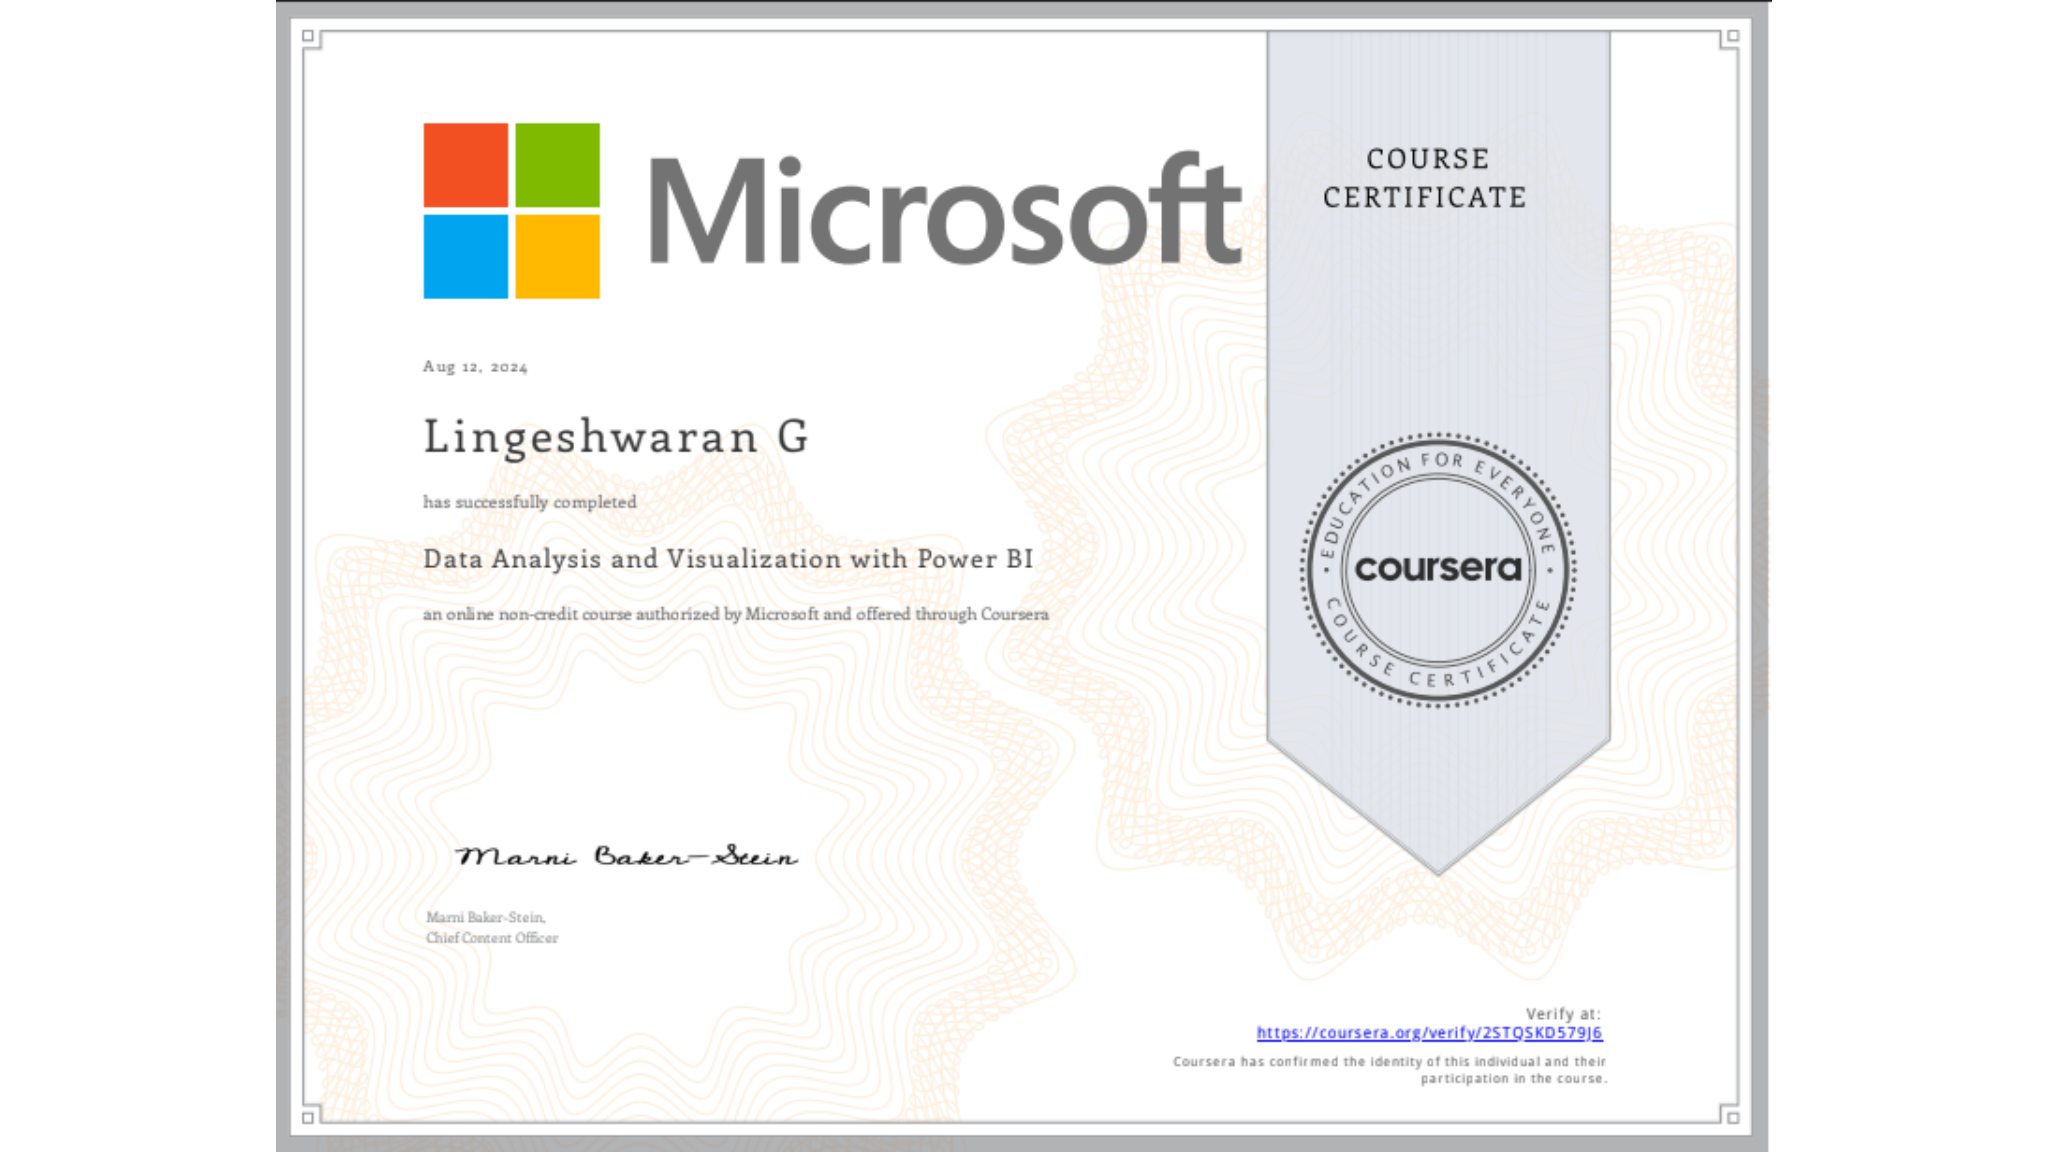 Microsoft
COURSE
CERTIFICATE
Aug 12, 2024
Lingeshwaran G
has successfully completed
Data Analysis and Visualization with Power BI
an online non-credit course authorized by Microsoft and offered through Coursera
EDUCATION FOR EVERYONE
coursera
COURSE CERTIFICATE
Marni Baker-Stein
Marni Baker-Stein,
Chief Content Officer
Verify at:
https://coursera.org/verify/2STQSKD579J6
Coursera has confirmed the identity of this individual and their
participation in the course.